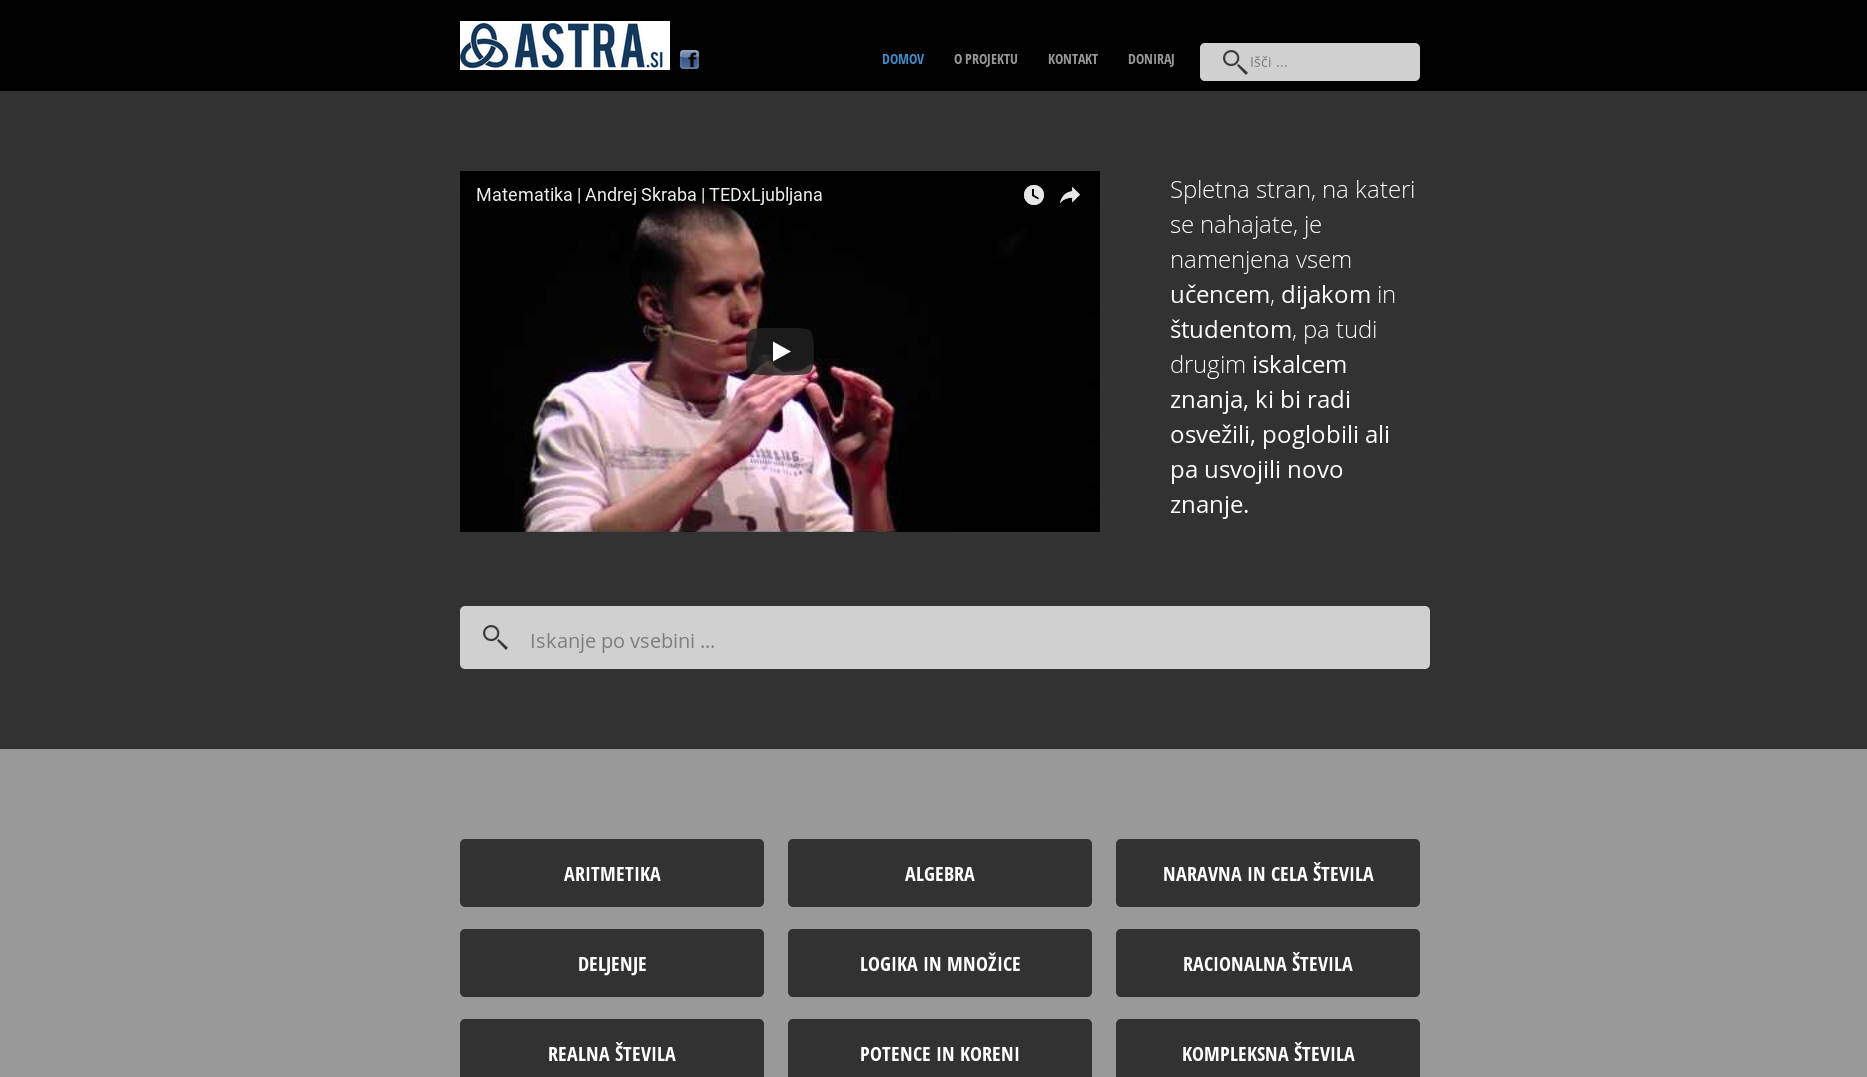 ASTRA.SI
f
DOMOV
O PROJEKTU
KONTAKT
DONIRAJ
Išči ...
Matematika | Andrej Skraba | TEDxLjubljana
Spletna stran, na kateri
se nahajate, je
namenjena vsem
učencem, dijakom in
študentom, pa tudi
drugim iskalcem
znanja, ki bi radi
osvežili, poglobili ali
pa usvojili novo
znanje.
Iskanje po vsebini ...
ARITMETIKA
ALGEBRA
NARAVNA IN CELA ŠTEVILA
DELJENJE
LOGIKA IN MNOŽICE
RACIONALNA ŠTEVILA
REALNA ŠTEVILA
POTENCE IN KORENI
KOMPLEKSNA ŠTEVILA